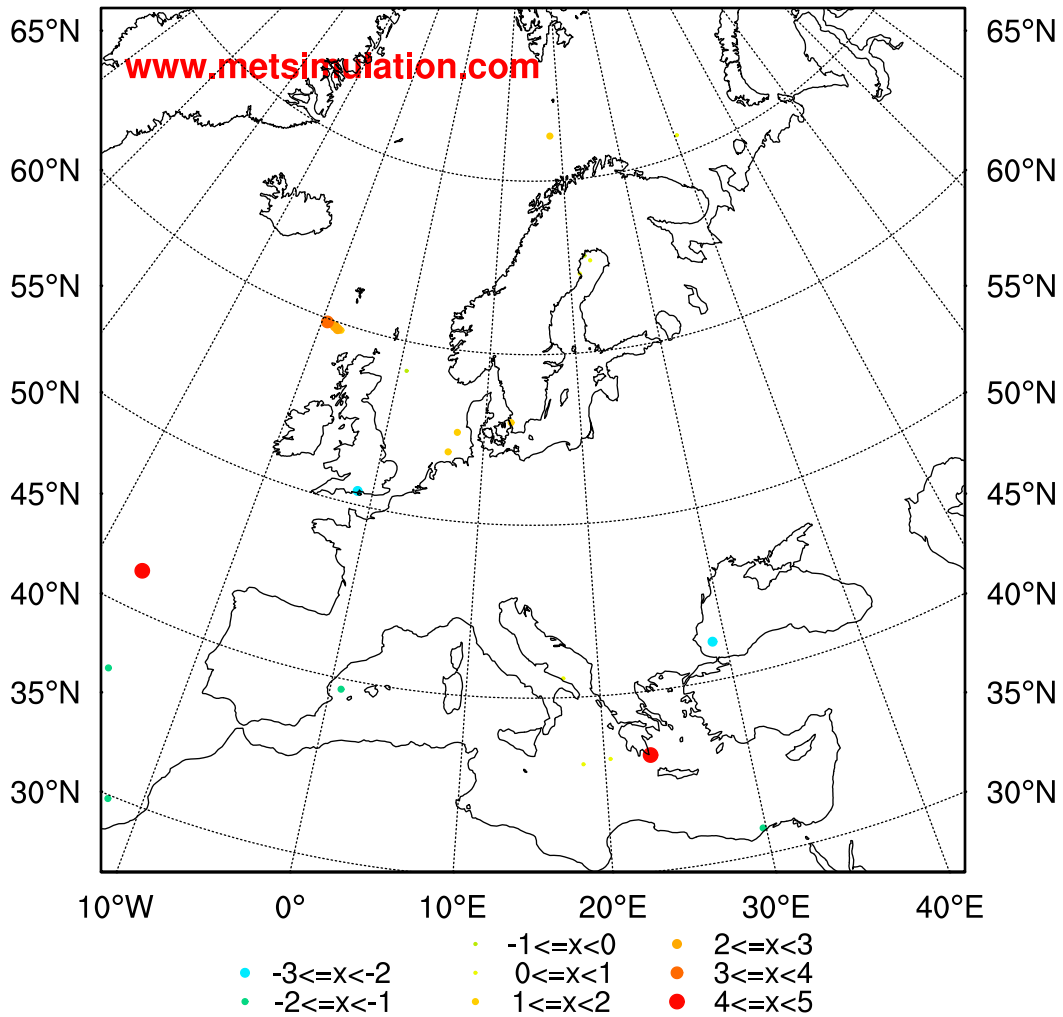 65°N 65°N
www.metsimulation.com
60°N 60°N
55°N 55°N
50°N 50°N
45°N 45°N
40°N 40°N
35°N 35°N
30°N 30°N
10°W 0° 10°E 20°E 30°E 40°E
-1<=x<0 2<=x<3
-3<=x<-2 0<=x<1 3<=x<4
-2<=x<-1 1<=x<2 4<=x<5